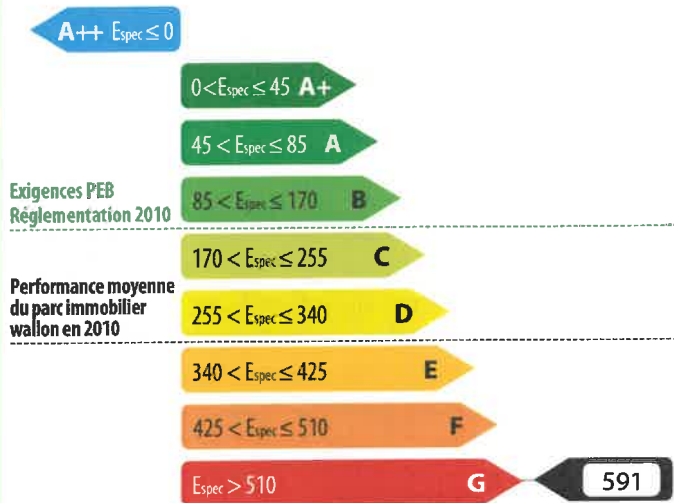 A++ Espec ≤ 0
0 < Espec ≤ 45 A+
45 < Espec ≤ 85 A
Exigences PEB
Réglementation 2010
85 < Espec ≤ 170 B
170 < Espec ≤ 255 C
Performance moyenne
du parc immobilier
wallon en 2010
255 < Espec ≤ 340 D
340 < Espec ≤ 425 E
425 < Espec ≤ 510 F
Espec > 510 G 591